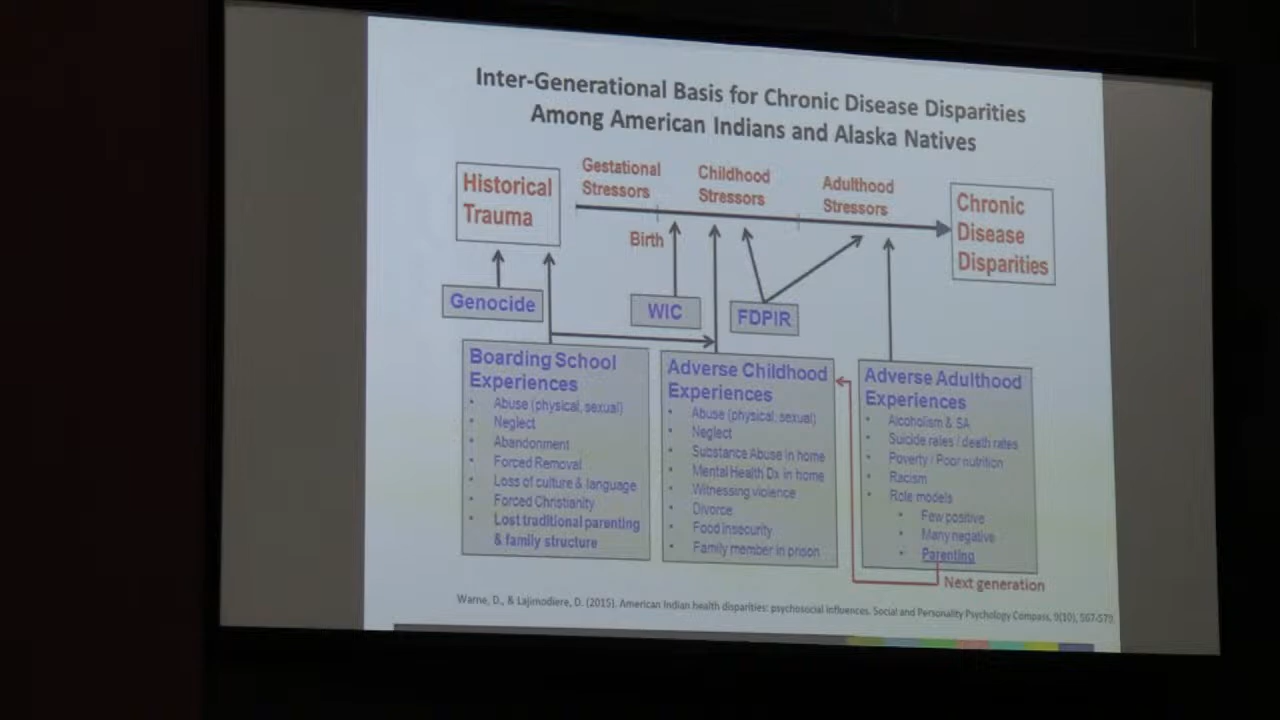 Inter-Generational Basis for Chronic Disease Disparities
Among American Indians and Alaska Natives
Historical
Trauma
Gestational
Stressors
Childhood
Stressors
Adulthood
Stressors
Chronic
Disease
Disparities
Birth
Genocide
WIC
FDPIR
Boarding School
Experiences
• Abuse (physical, sexual)
• Neglect
• Abandonment
• Forced Removal
• Loss of culture & language
• Forced Christianity
• Lost traditional parenting
& family structure
Adverse Childhood
Experiences
• Abuse (physical, sexual)
• Neglect
• Substance Abuse in home
• Mental Health Dx in home
• Witnessing violence
• Divorce
• Food insecurity
• Family member in prison
Adverse Adulthood
Experiences
• Alcoholism & SA
• Suicide rates / death rates
• Poverty / Poor nutrition
• Racism
• Role models
• Few positive
• Many negative
• Parenting
Next generation
Warne, D., & Lajimodiere, D. (2015). American Indian health disparities: psychosocial influences. Social and Personality Psychology Compass, 9(10), 567-579.